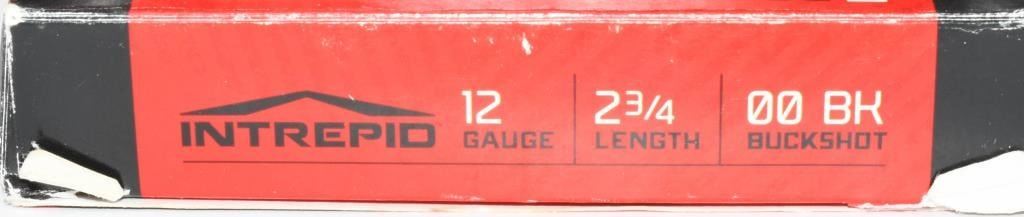 INTREPID
12 GAUGE
2 3/4 LENGTH
00 BK BUCKSHOT